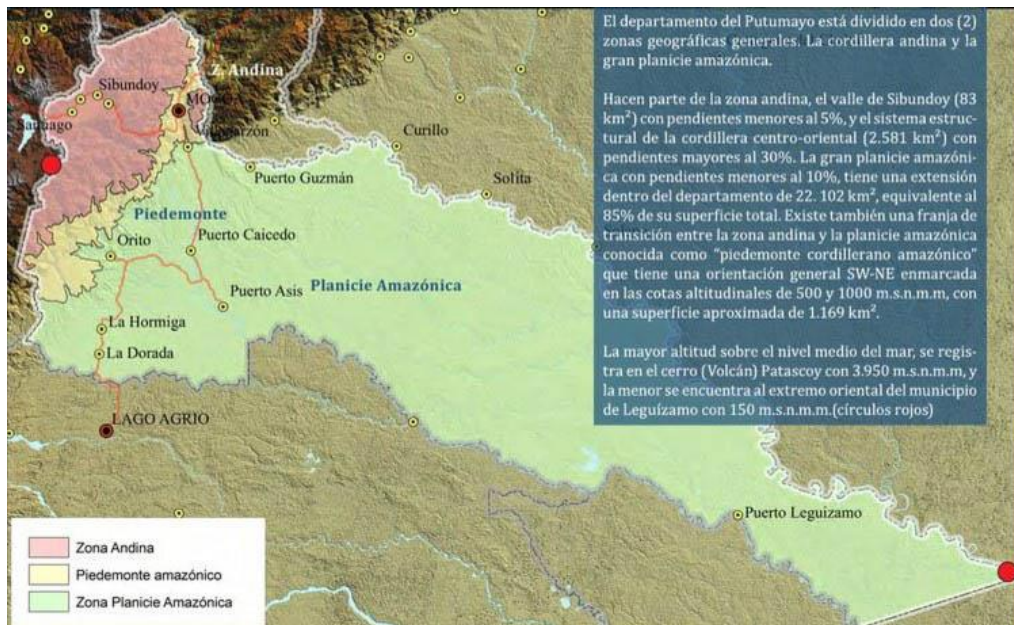 El departamento del Putumayo está dividido en dos (2)
zonas geográficas generales. La cordillera andina y la
gran planicie amazónica.
Hacen parte de la zona andina, el valle de Sibundoy (83
km²) con pendientes menores al 5%, y el sistema estruc-
tural de la cordillera centro-oriental (2.581 km²) con
pendientes mayores al 30%. La gran planicie amazóni-
ca con pendientes menores al 10%, tiene una extensión
dentro del departamento de 22. 102 km², equivalente al
85% de su superficie total. Existe también una franja de
transición entre la zona andina y la planicie amazónica
conocida como “piedemonte cordillerano amazónico”
que tiene una orientación general SW-NE enmarcada
en las cotas altitudinales de 500 y 1000 m.s.n.m.m, con
una superficie aproximada de 1.169 km².
La mayor altitud sobre el nivel medio del mar, se regis-
tra en el cerro (Volcán) Patascoy con 3.950 m.s.n.m.m, y
la menor se encuentra al extremo oriental del municipio
de Leguízamo con 150 m.s.n.m.m.(círculos rojos)
Z. Andina
Sibundoy
Santiago
Villagarzón
Curillo
Puerto Guzmán
Solita
Piedemonte
Puerto Caicedo
Orito
Puerto Asis
Planicie Amazónica
La Hormiga
La Dorada
LAGO AGRIO
Puerto Leguizamo
Zona Andina
Piedemonte amazónico
Zona Planicie Amazónica